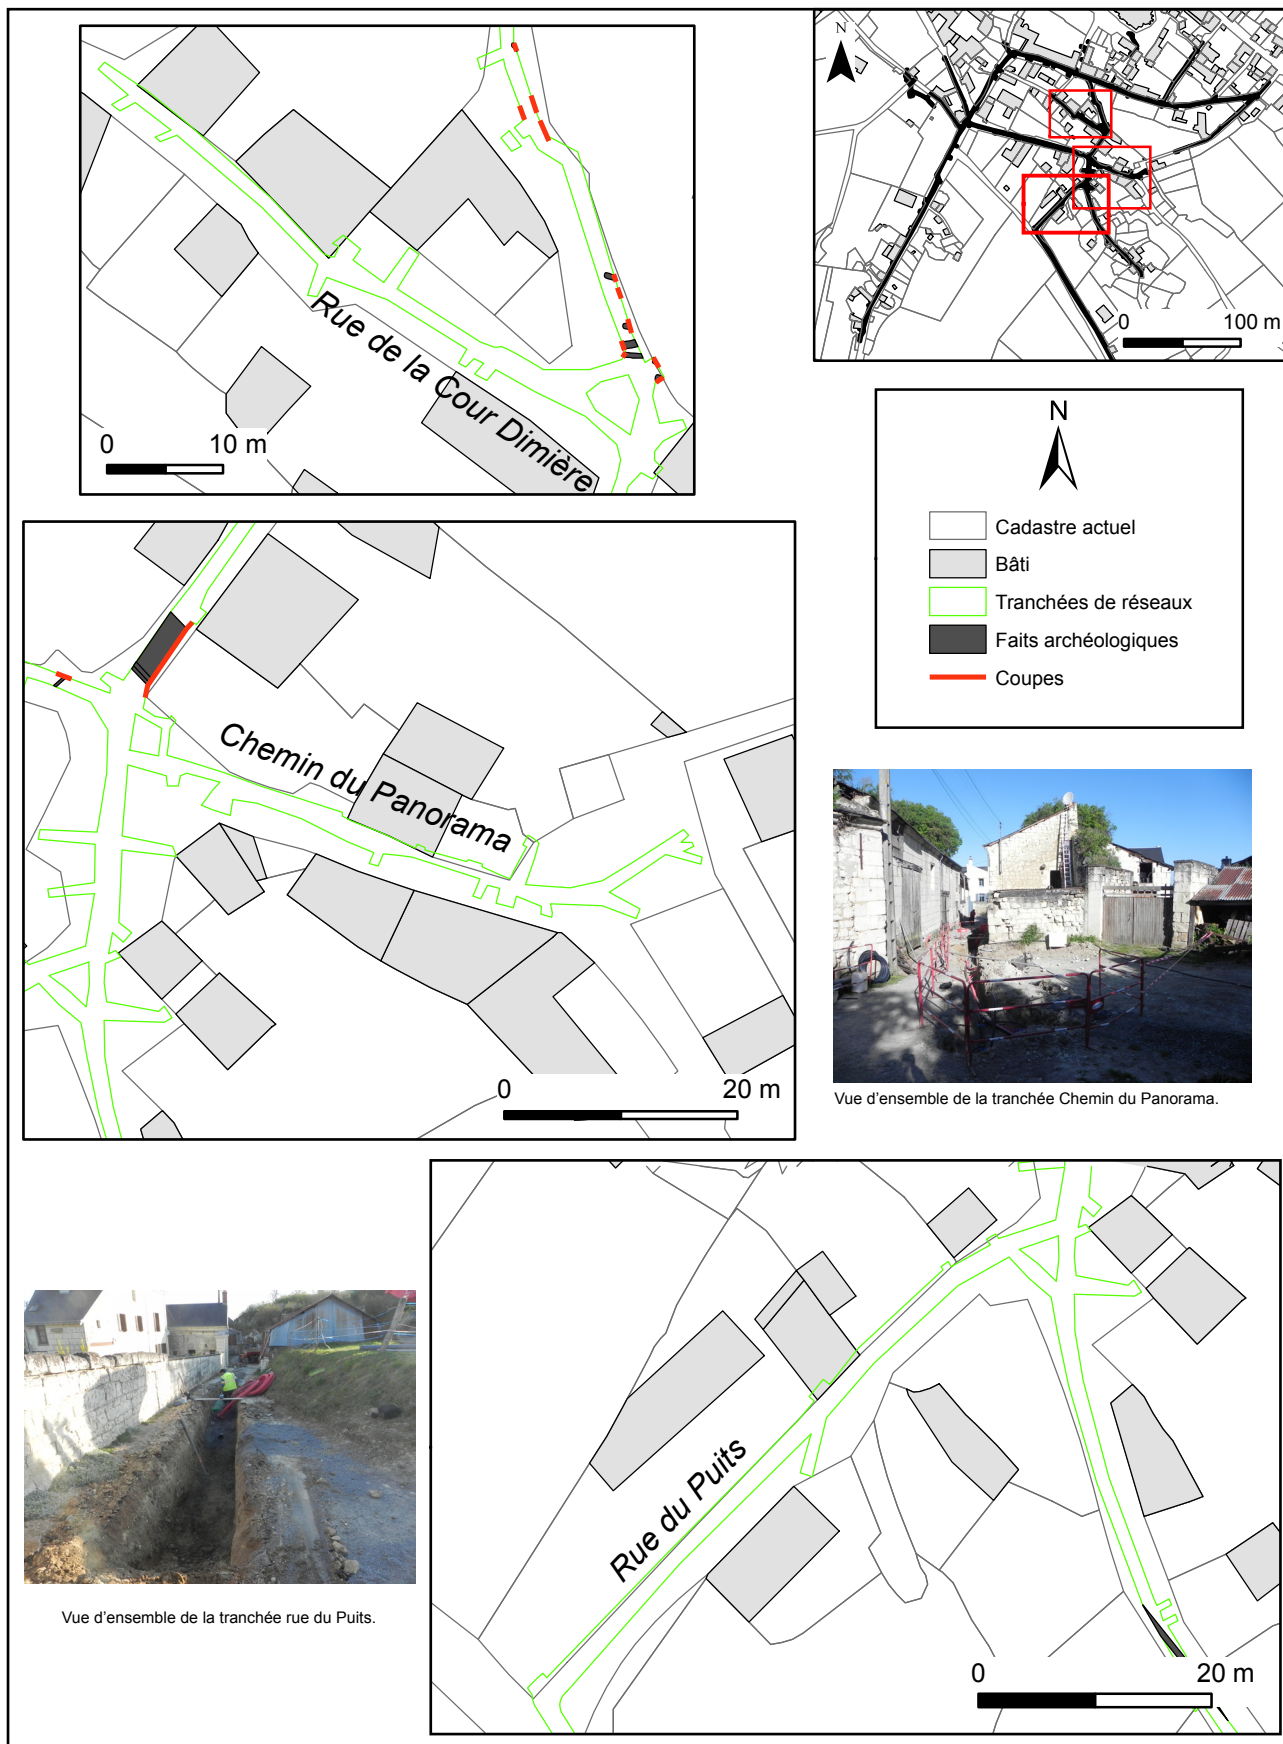 Rue de la Cour Dimière
0 10 m
N
0 100 m
N
Cadastre actuel
Bâti
Tranchées de réseaux
Faits archéologiques
Coupes
Chemin du Panorama
0 20 m
Vue d'ensemble de la tranchée Chemin du Panorama.
Vue d'ensemble de la tranchée rue du Puits.
Rue du Puits
0 20 m